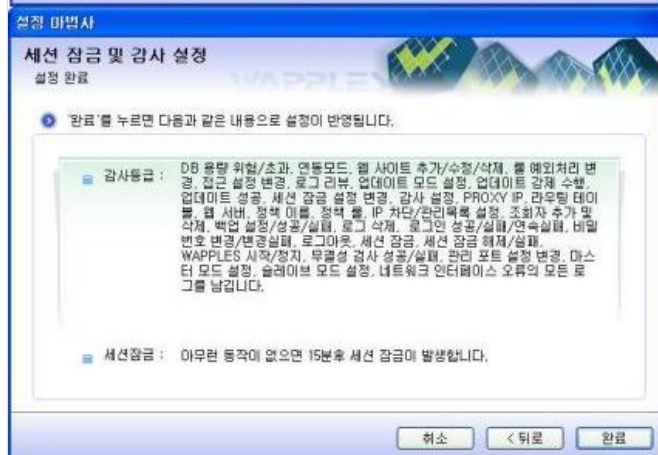 설정 마법사
세션 잠금 및 감사 설정
설정 완료
WAPPLES
'완료'를 누르면 다음과 같은 내용으로 설정이 반영됩니다.
감사등급 : DB 용량 위험/초과, 연동모드, 웹 사이트 추가/수정/삭제, 룰 예외처리 변
경, 접근 설정 변경, 로그 리뷰, 업데이트 모드 설정, 업데이트 강제 수행,
업데이트 성공, 세션 잠금 설정 변경, 감사 설정, PROXY IP, 라우팅 테이
블, 웹 서버, 정책 이름, 정책 룰, IP 차단/관리목록 설정, 조회자 추가 및
삭제, 백업 설정/성공/실패, 로그 삭제, 로그인 성공/실패/연속실패, 비밀
번호 변경/변경실패, 로그아웃, 세션 잠금, 세션 잠금 해제/실패,
WAPPLES 시작/정지, 무결성 검사 성공/실패, 관리 포트 설정 변경, 마스
터 모드 설정, 슬레이브 모드 설정, 네트워크 인터페이스 오류의 모든 로
그를 남깁니다.
세션잠금 : 아무런 동작이 없으면 15분후 세션 잠금이 발생합니다.
취소 < 뒤로 완료